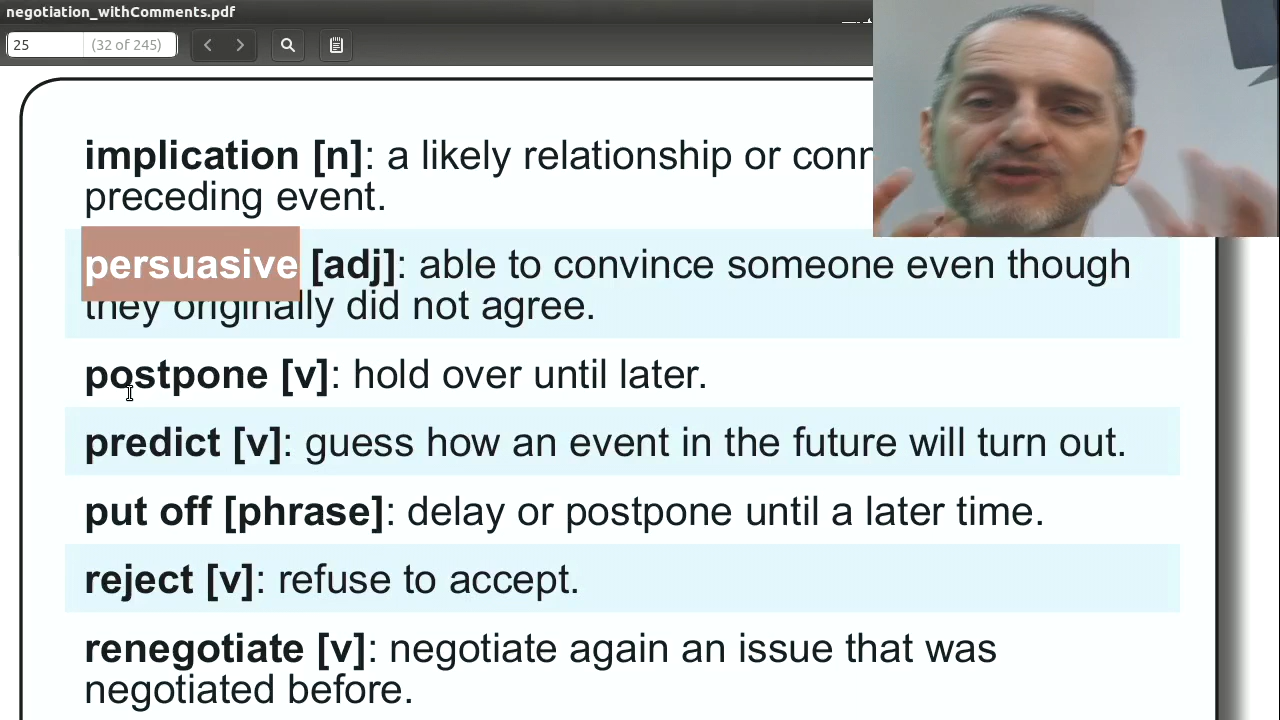 negotiation_withComments.pdf
25 (32 of 245)
implication [n]: a likely relationship or
preceding event.
persuasive [adj]: able to convince someone even though
they originally did not agree.
postpone [v]: hold over until later.
predict [v]: guess how an event in the future will turn out.
put off [phrase]: delay or postpone until a later time.
reject [v]: refuse to accept.
renegotiate [v]: negotiate again an issue that was
negotiated before.